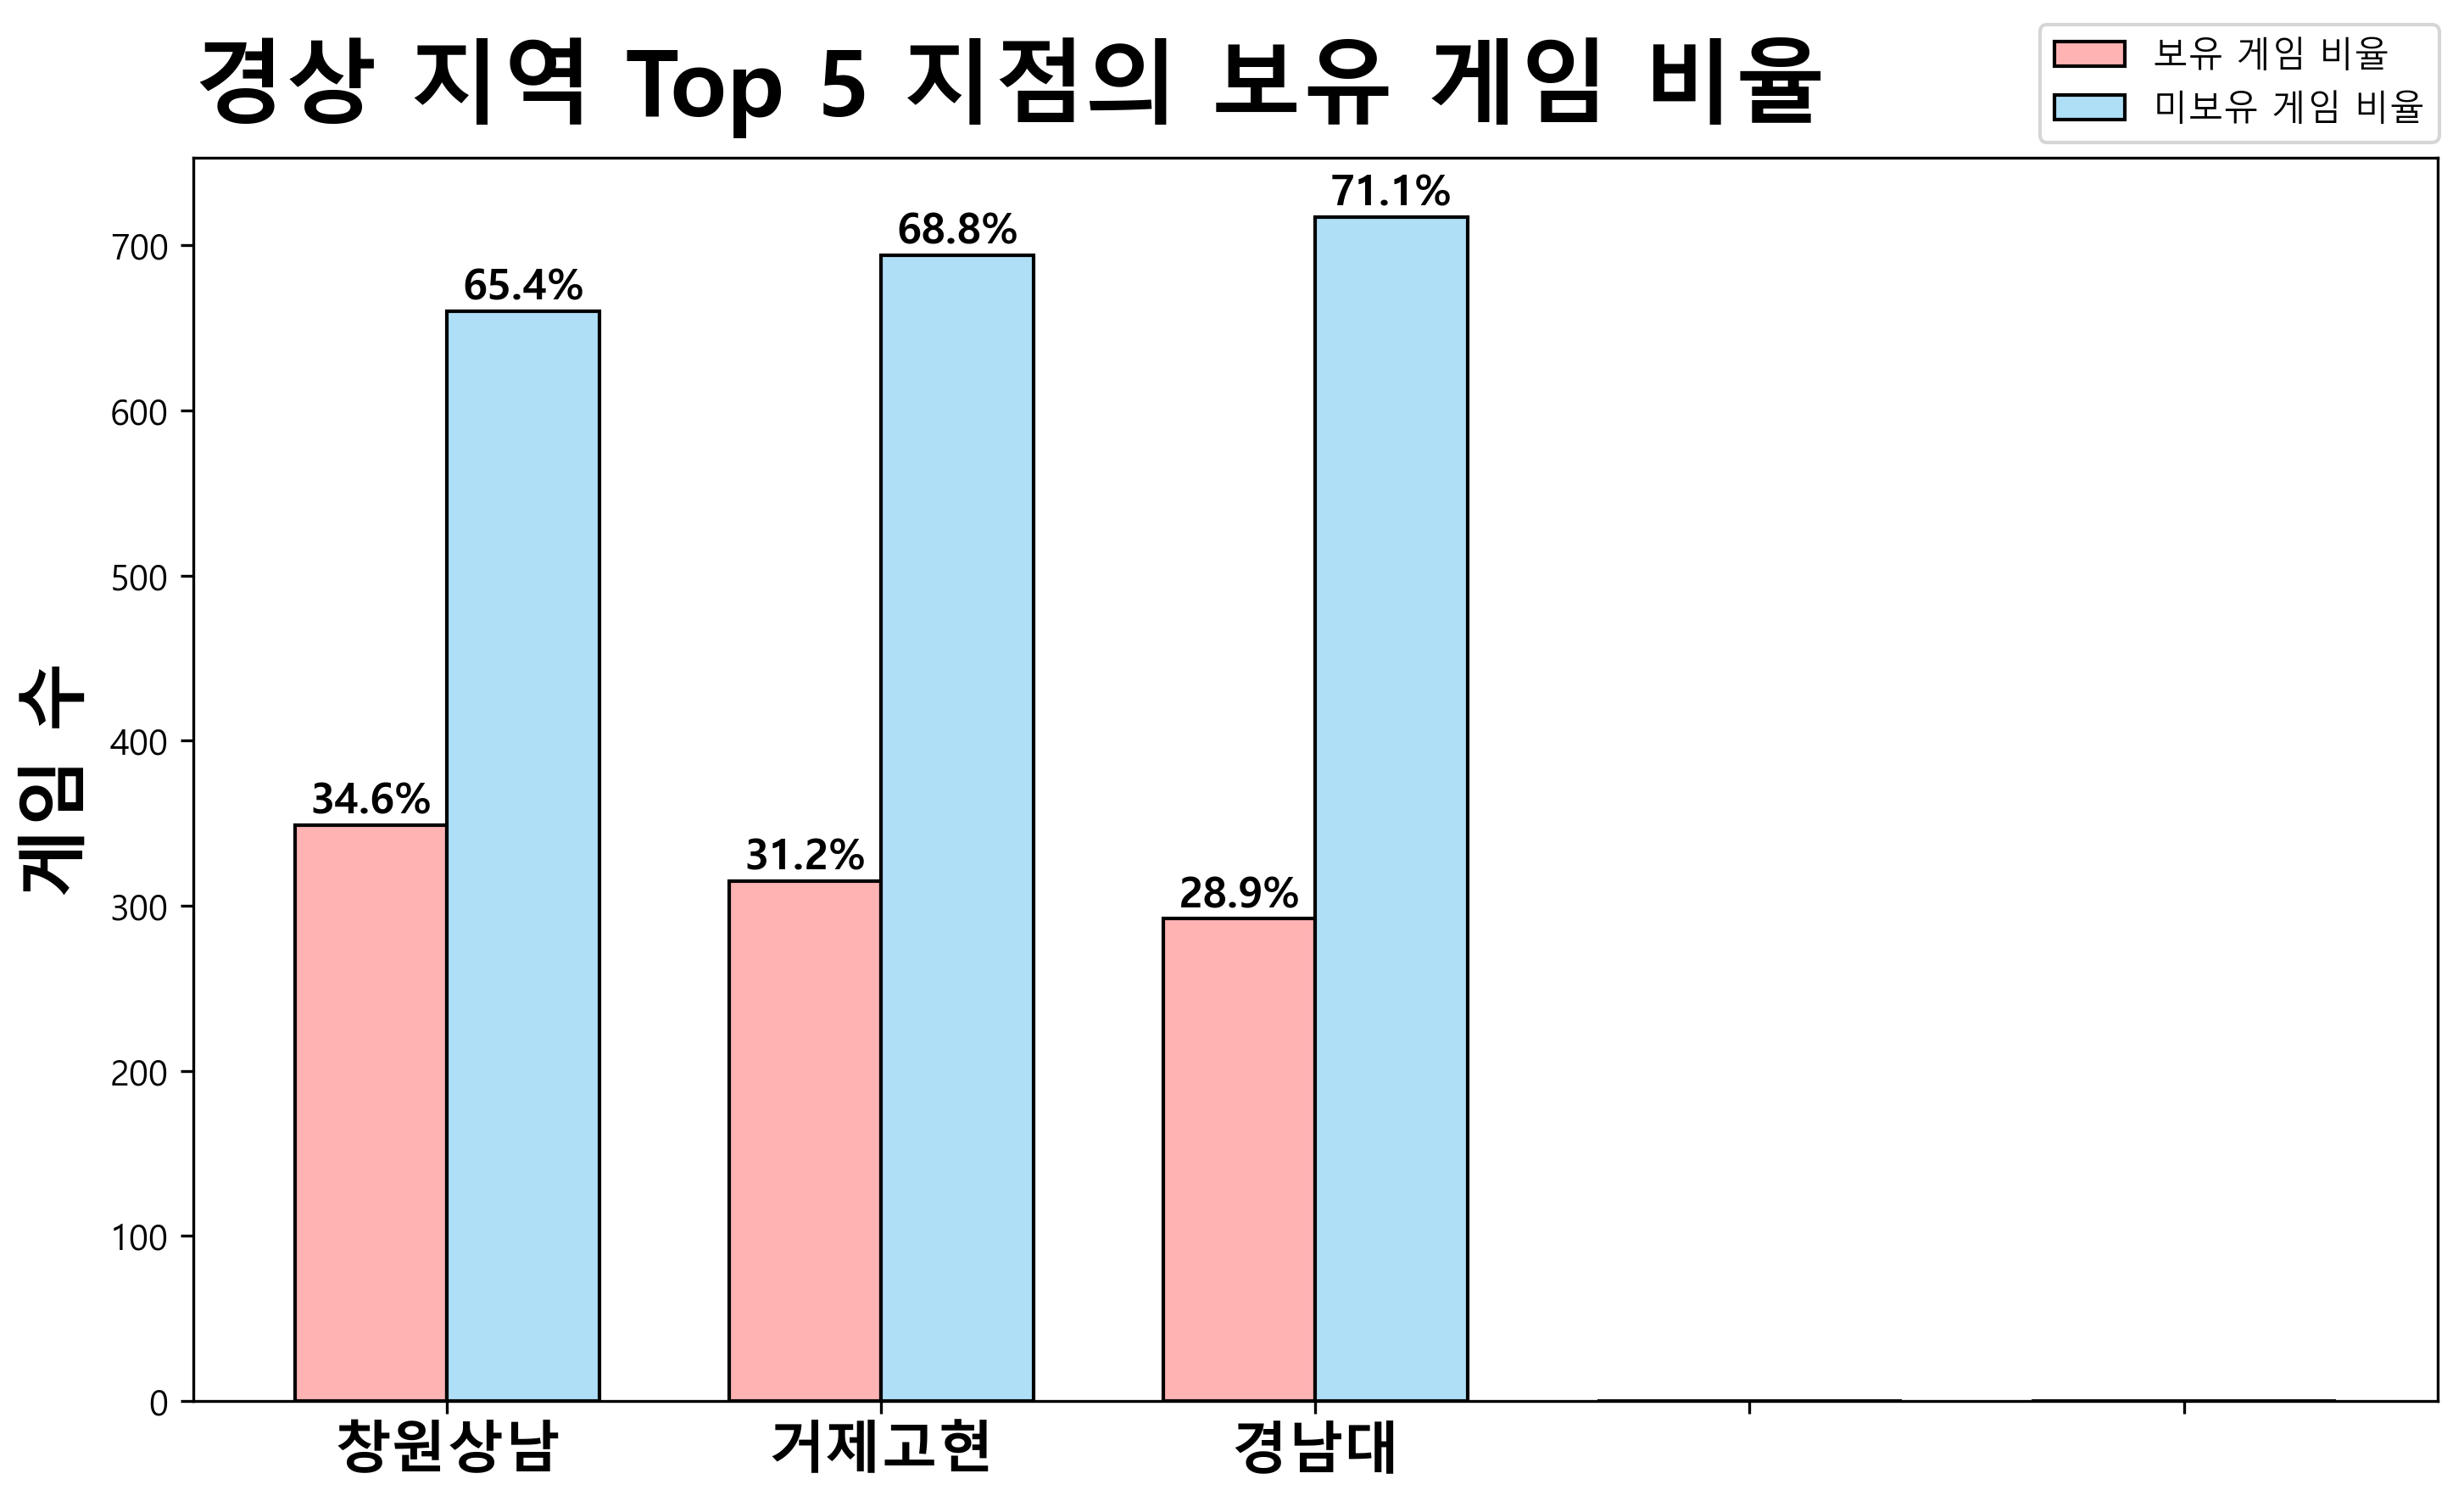 경상 지역 Top 5 지점의 보유 게임 비율
보유 게임 비율
미보유 게임 비율
게임 수
700
600
500
400
300
200
100
0
34.6%
65.4%
31.2%
68.8%
28.9%
71.1%
창원상남
거제고현
경남대